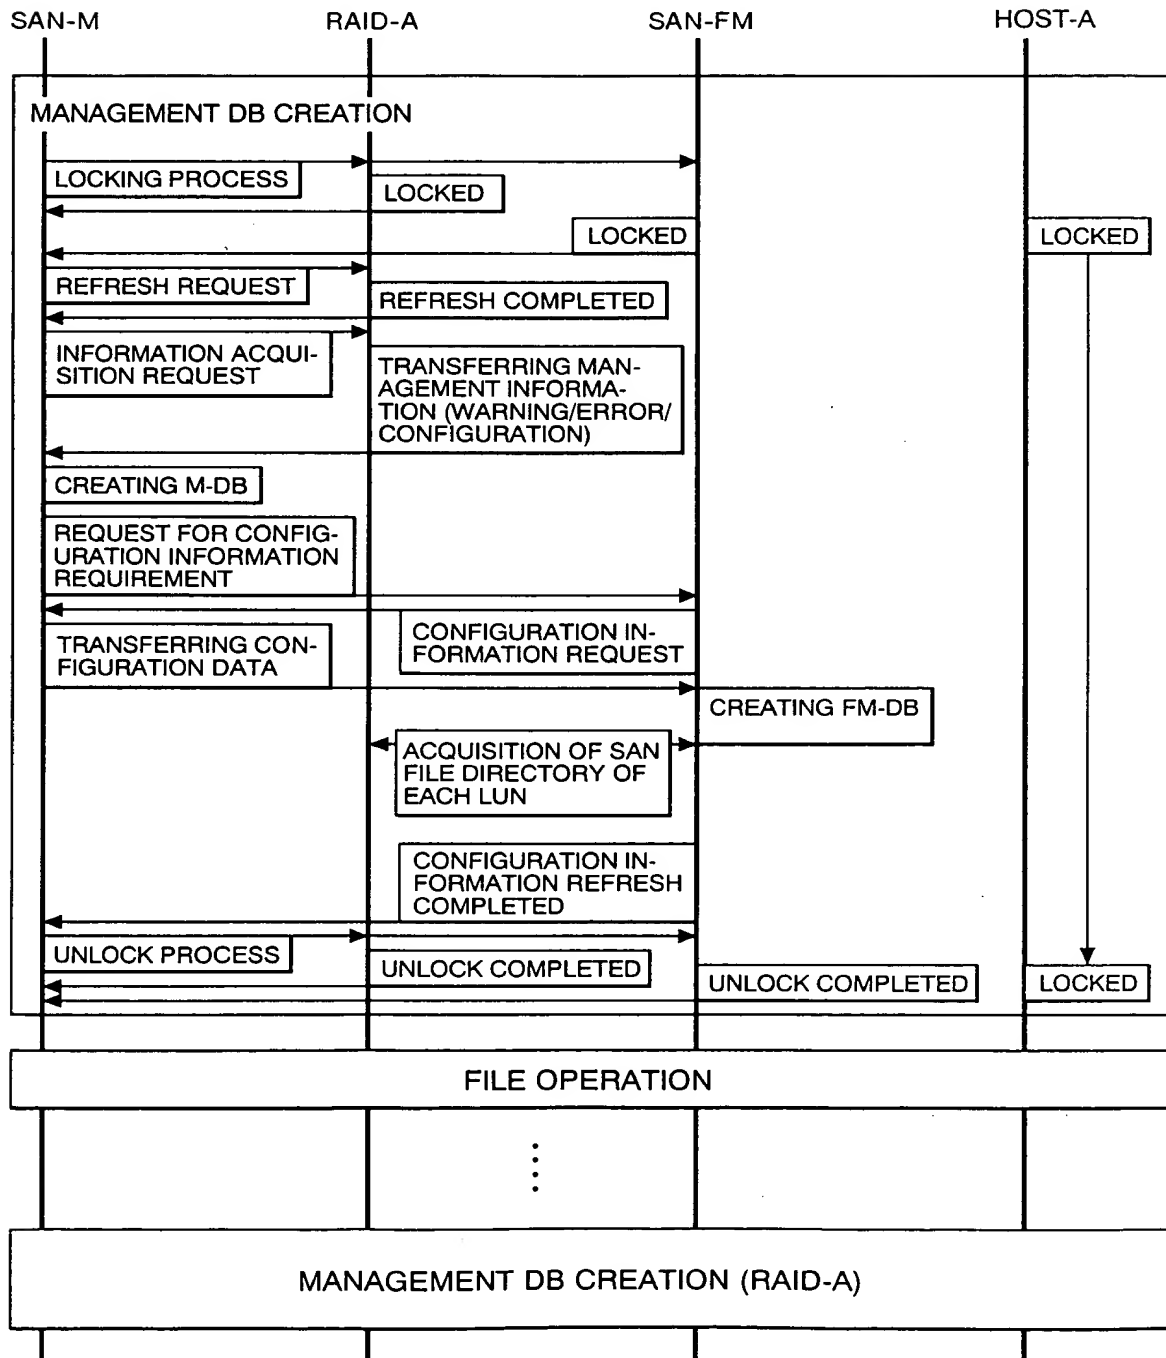 SAN-M RAID-A SAN-FM HOST-A
MANAGEMENT DB CREATION
LOCKING PROCESS
LOCKED
LOCKED
LOCKED
REFRESH REQUEST
REFRESH COMPLETED
INFORMATION ACQUI-
SITION REQUEST
TRANSFERRING MAN-
AGEMENT INFORMA-
TION (WARNING/ERROR/
CONFIGURATION)
CREATING M-DB
REQUEST FOR CONFIG-
URATION INFORMATION
REQUIREMENT
CONFIGURATION IN-
FORMATION REQUEST
TRANSFERRING CON-
FIGURATION DATA
CREATING FM-DB
ACQUISITION OF SAN
FILE DIRECTORY OF
EACH LUN
CONFIGURATION IN-
FORMATION REFRESH
COMPLETED
UNLOCK PROCESS
UNLOCK COMPLETED
UNLOCK COMPLETED
LOCKED
FILE OPERATION
MANAGEMENT DB CREATION (RAID-A)